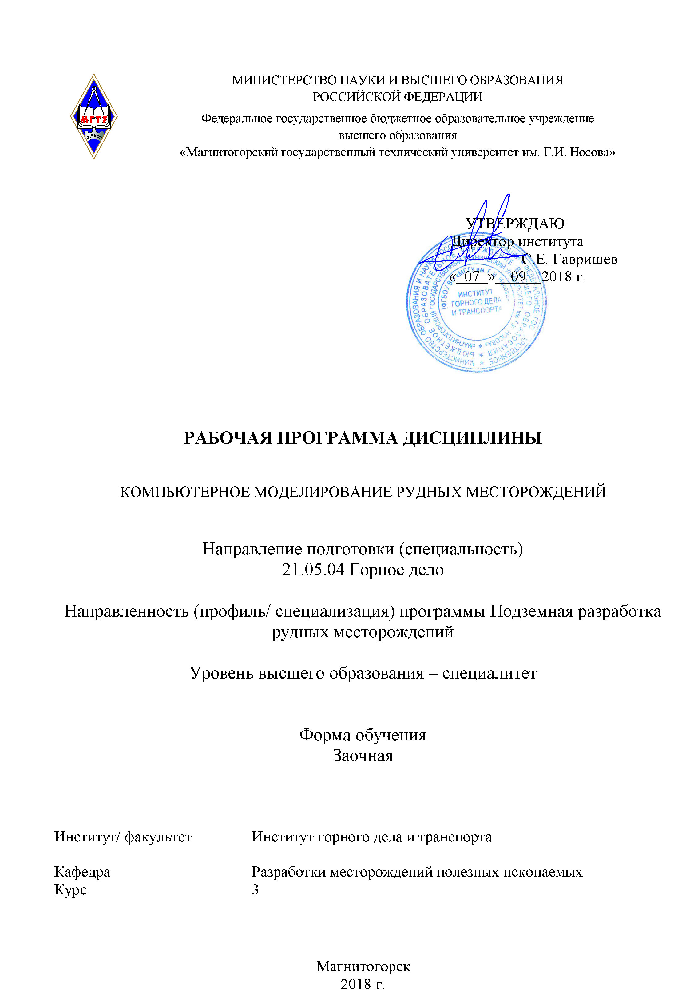 МИНИСТЕРСТВО НАУКИ И ВЫСШЕГО ОБРАЗОВАНИЯ
РОССИЙСКОЙ ФЕДЕРАЦИИ
Федеральное государственное бюджетное образовательное учреждение
высшего образования
«Магнитогорский государственный технический университет им. Г.И. Носова»
МГТУ
УТВЕРЖДАЮ:
Директор института
С.Е. Гавришев
« 07 » 09 2018 г.
ИНСТИТУТ
ГОРНОГО ДЕЛА
И ТРАНСПОРТА
РАБОЧАЯ ПРОГРАММА ДИСЦИПЛИНЫ
КОМПЬЮТЕРНОЕ МОДЕЛИРОВАНИЕ РУДНЫХ МЕСТОРОЖДЕНИЙ
Направление подготовки (специальность)
21.05.04 Горное дело
Направленность (профиль/ специализация) программы Подземная разработка
рудных месторождений
Уровень высшего образования – специалитет
Форма обучения
Заочная
Институт/ факультет Институт горного дела и транспорта
Кафедра Разработки месторождений полезных ископаемых
Курс 3
Магнитогорск
2018 г.